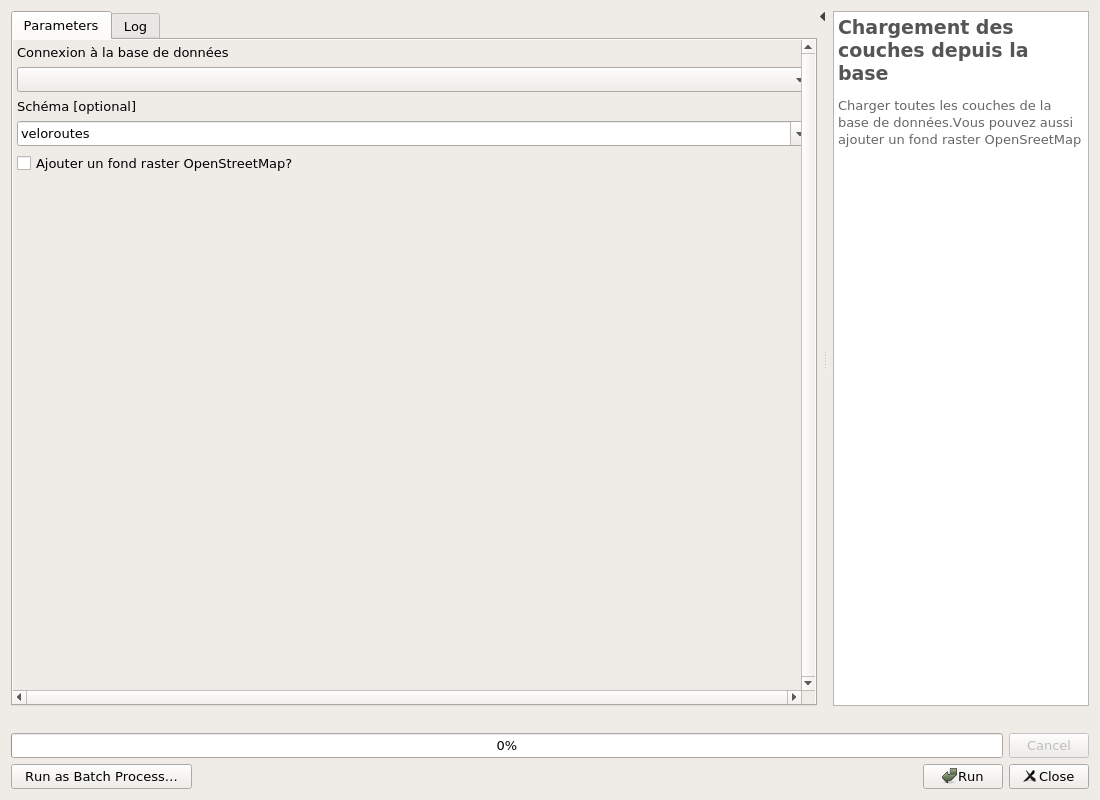 Parameters
Log
Connexion à la base de données
Schéma [optional]
veloroutes
Ajouter un fond raster OpenStreetMap?
Chargement des
couches depuis la
base
Charger toutes les couches de la
base de données.Vous pouvez aussi
ajouter un fond raster OpenSreetMap
0%
Cancel
Run as Batch Process...
Run
Close